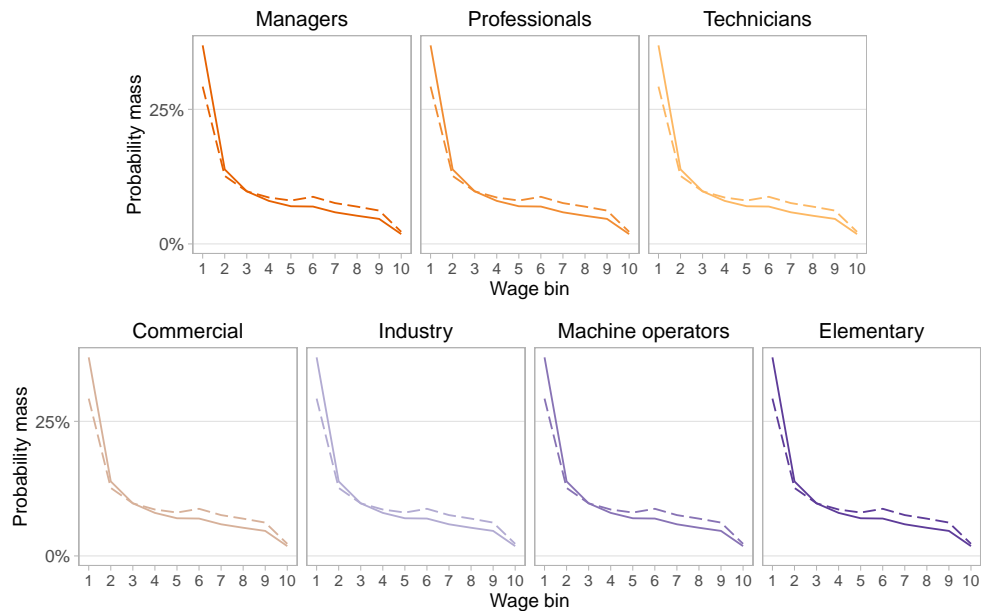 Managers Professionals Technicians
Probability mass
25%
0%
1 2 3 4 5 6 7 8 9 10 1 2 3 4 5 6 7 8 9 10 1 2 3 4 5 6 7 8 9 10
Wage bin
Commercial Industry Machine operators Elementary
Probability mass
25%
0%
1 2 3 4 5 6 7 8 9 10 1 2 3 4 5 6 7 8 9 10 1 2 3 4 5 6 7 8 9 10 1 2 3 4 5 6 7 8 9 10
Wage bin